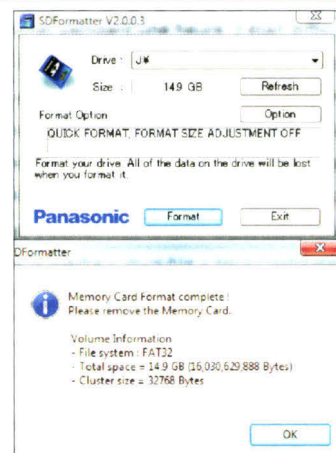 SDFormatter V2.0.0.3
Drive : J¥
Size : 14.9 GB Refresh
Format Option Option
QUICK FORMAT, FORMAT SIZE ADJUSTMENT OFF
Format your drive. All of the data on the drive will be lost
when you format it.
Panasonic Format Exit
DFormatter
Memory Card Format complete !
Please remove the Memory Card.
Volume Information
- File system : FAT32
- Total space = 14.9 GB (16,030,629,888 Bytes)
- Cluster size = 32768 Bytes
OK